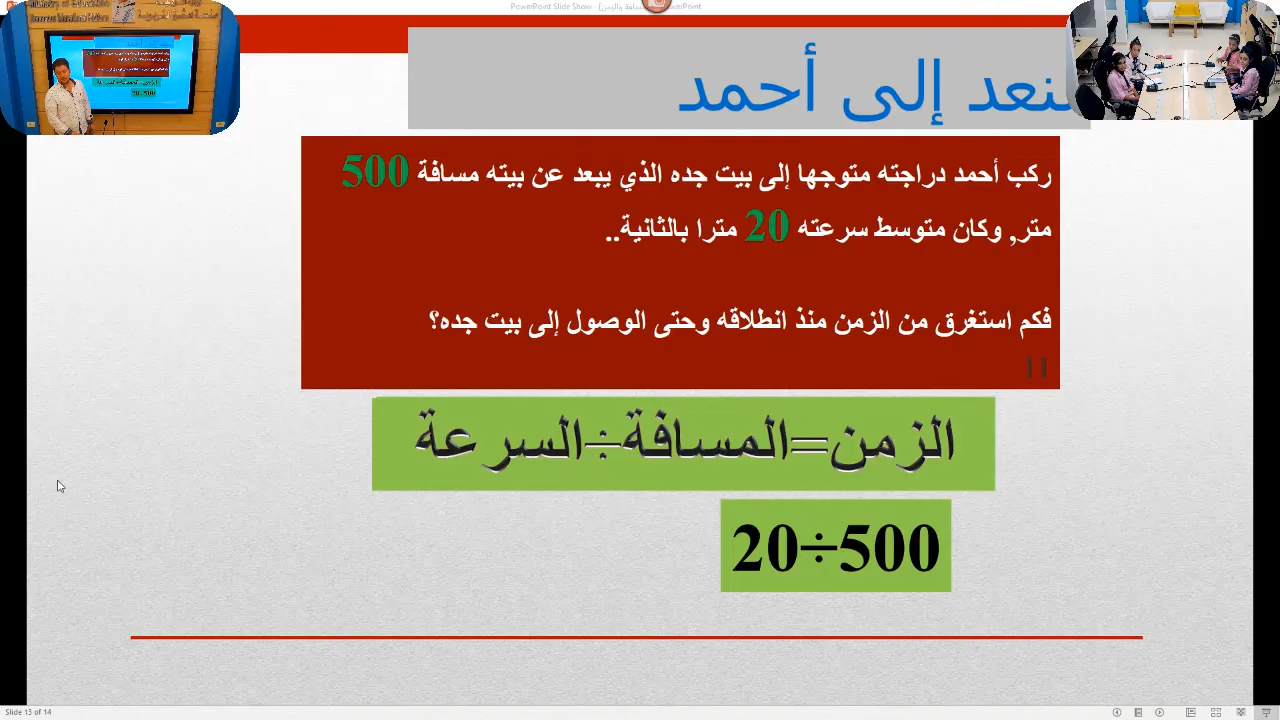 PowerPoint Slide Show - [
PowerPoint
لنعد إلى أحمد
ركب أحمد دراجته متوجها إلى بيت جده الذي يبعد عن بيته مسافة 500
متر, وكان متوسط سرعته 20 مترا بالثانية..
فكم استغرق من الزمن منذ انطلاقه وحتى الوصول إلى بيت جده؟
الزمن=المسافة÷السرعة
20÷500
Slide 13 of 14